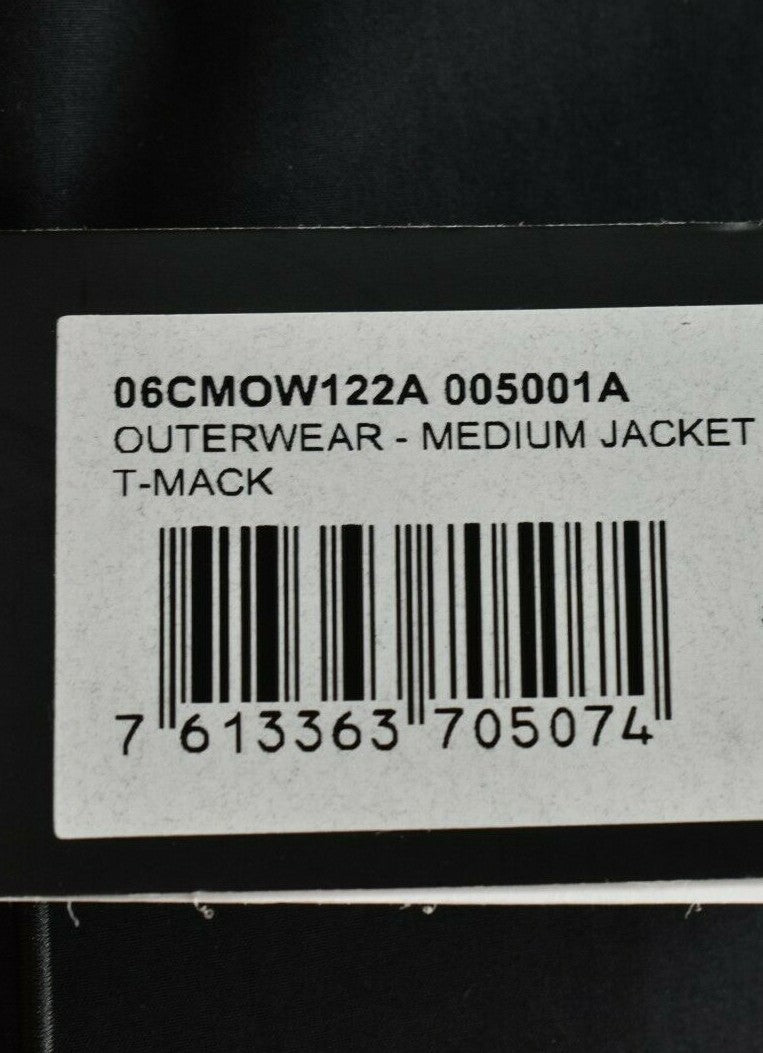 06CMOW122A 005001A
OUTERWEAR - MEDIUM JACKET
T-MACK
7 613363 705074